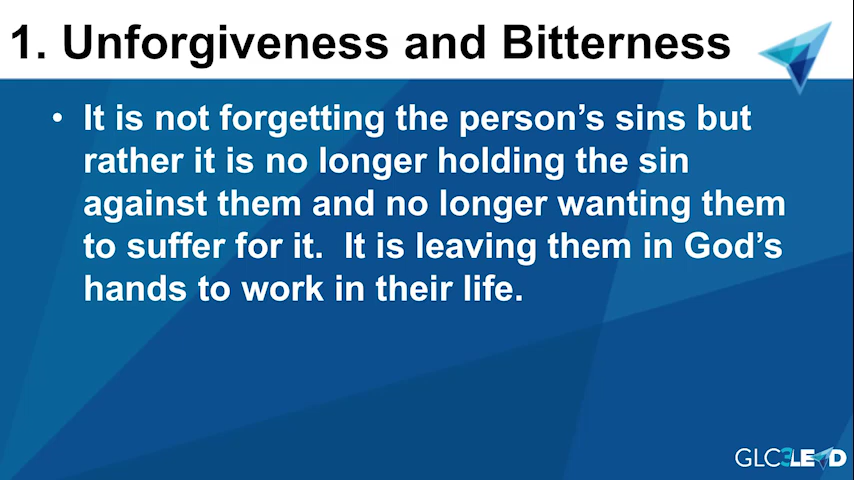 1. Unforgiveness and Bitterness
• It is not forgetting the person’s sins but
rather it is no longer holding the sin
against them and no longer wanting them
to suffer for it.  It is leaving them in God’s
hands to work in their life.
GLC3LEAD